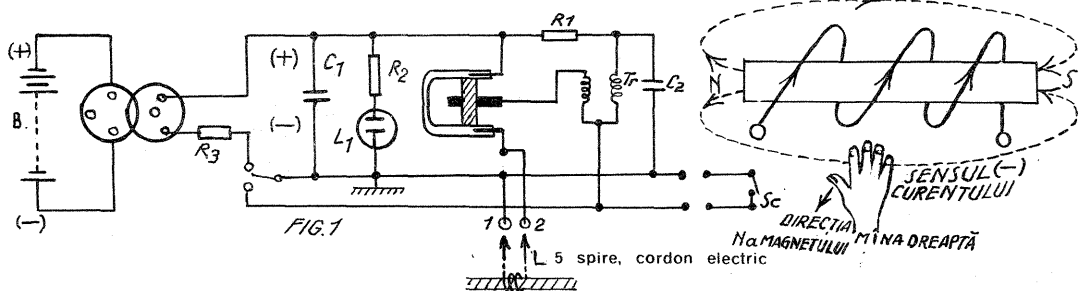 (+)
B.
(-)
R3
(+)
C1
(-)
R2
L1
R1
Tr
C2
Sc
FIG.1
1 2
L 5 spire, cordon electric
N
S
SENSUL (-)
CURENTULUI
DIRECȚIA
N a MAGNETULUI
MÎNA DREAPTĂ